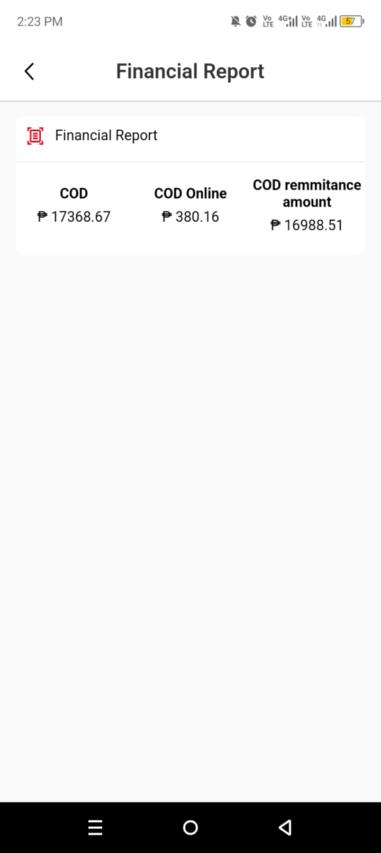 2:23 PM
Vo LTE 4G Vo LTE 4G 57
Financial Report
Financial Report
COD
₱ 17368.67
COD Online
₱ 380.16
COD remmitance
amount
₱ 16988.51